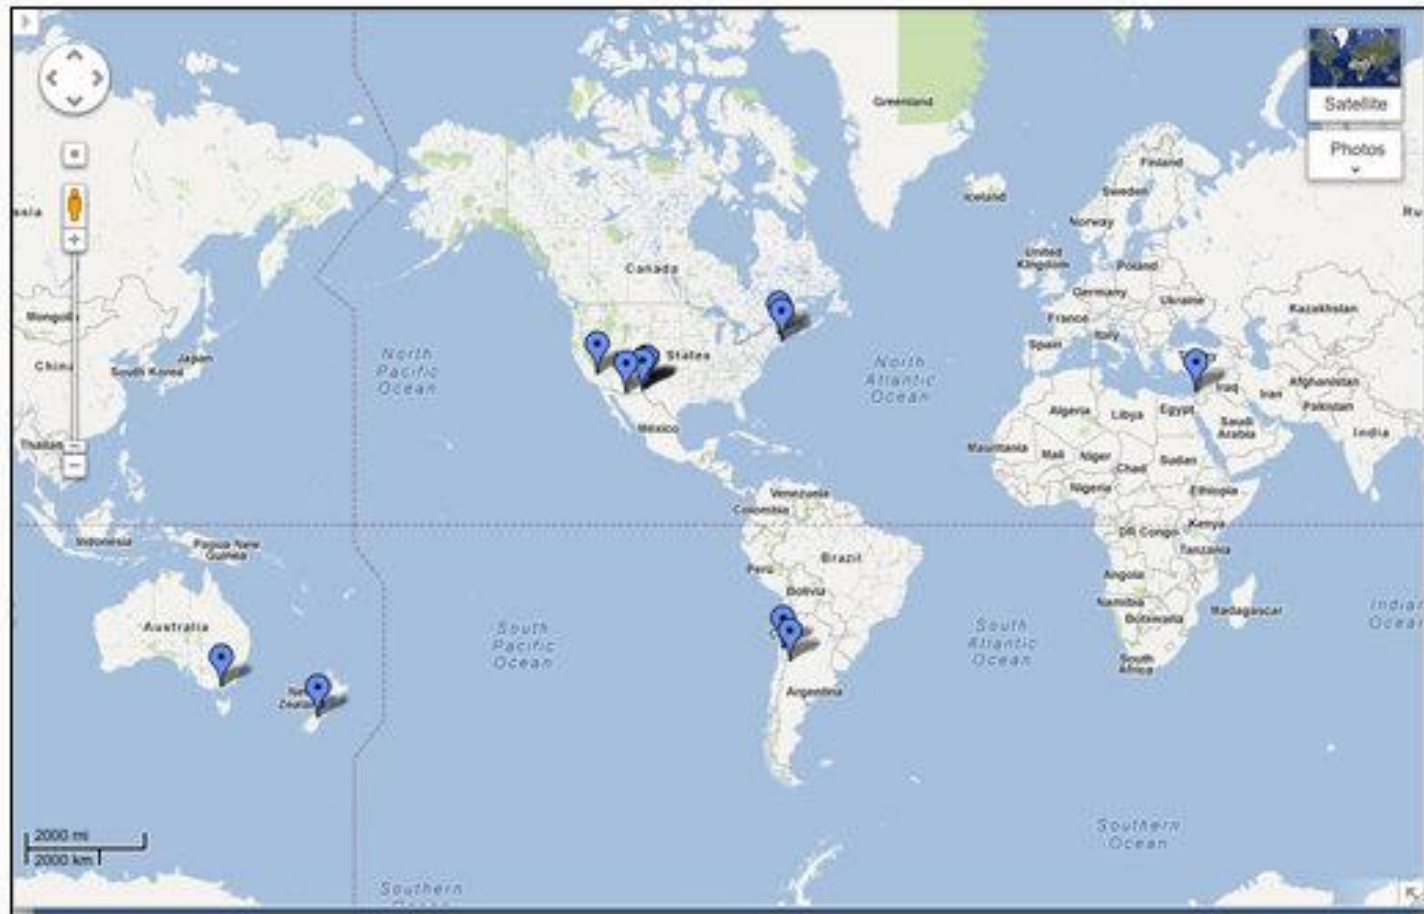 Satellite
Photos
Greenland
Iceland
Finland
Sweden
Norway
United
Kingdom
Poland
Germany
Ukraine
France
Italy
Spain
Kazakhstan
Canada
States
Mexico
North
Pacific
Ocean
North
Atlantic
Ocean
Japan
South Korea
China
Iraq
Iran
Afghanistan
Pakistan
India
Algeria
Libya
Egypt
Saudi
Arabia
Mauritania
Mali
Niger
Chad
Sudan
Nigeria
Ethiopia
Venezuela
Colombia
DR Congo
Kenya
Tanzania
Indonesia
Papua New
Guinea
Brazil
Peru
Bolivia
Angola
Namibia
Botswana
Madagascar
South
Africa
Australia
South
Pacific
Ocean
South
Atlantic
Ocean
Argentina
2000 mi
2000 km
Southern
Ocean
Southern